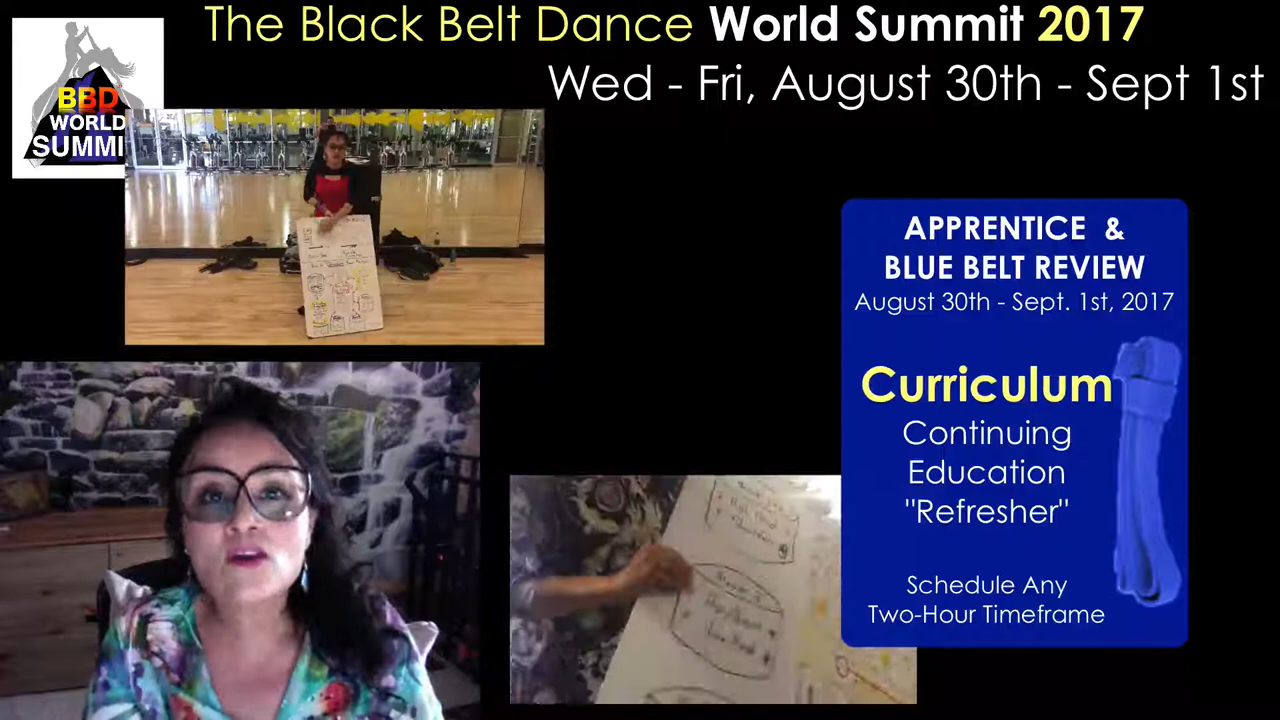 The Black Belt Dance World Summit 2017
Wed - Fri, August 30th - Sept 1st
BBD
WORLD
SUMMI
APPRENTICE &
BLUE BELT REVIEW
August 30th - Sept. 1st, 2017
Curriculum
Continuing
Education
"Refresher"
Schedule Any
Two-Hour Timeframe